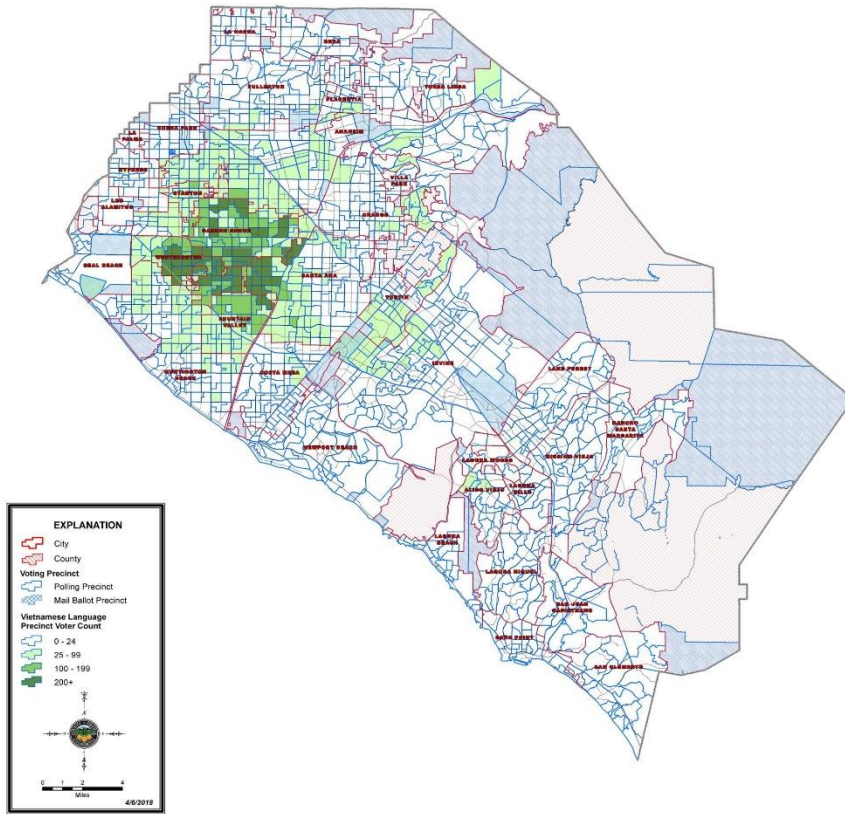 LA HABRA
BREA
FULLERTON
YORBA LINDA
PLACENTIA
ANAHEIM
BUENA PARK
LA
PALMA
CYPRESS
VILLA
PARK
STANTON
LOS
ALAMITOS
ORANGE
GARDEN GROVE
WESTMINSTER
SEAL BEACH
SANTA ANA
TUSTIN
FOUNTAIN
VALLEY
IRVINE
LAKE FOREST
HUNTINGTON
BEACH
COSTA MESA
RANCHO
SANTA
MARGARITA
NEWPORT BEACH
LAGUNA WOODS
MISSION VIEJO
ALISO VIEJO
LAGUNA
HILLS
LAGUNA
BEACH
LAGUNA NIGUEL
SAN JUAN
CAPISTRANO
DANA POINT
SAN CLEMENTE
EXPLANATION
City
County
Voting Precinct
Polling Precinct
Mail Ballot Precinct
Vietnamese Language
Precinct Voter Count
0 - 24
25 - 99
100 - 199
200+
0 1 2 4
Miles
4/6/2018